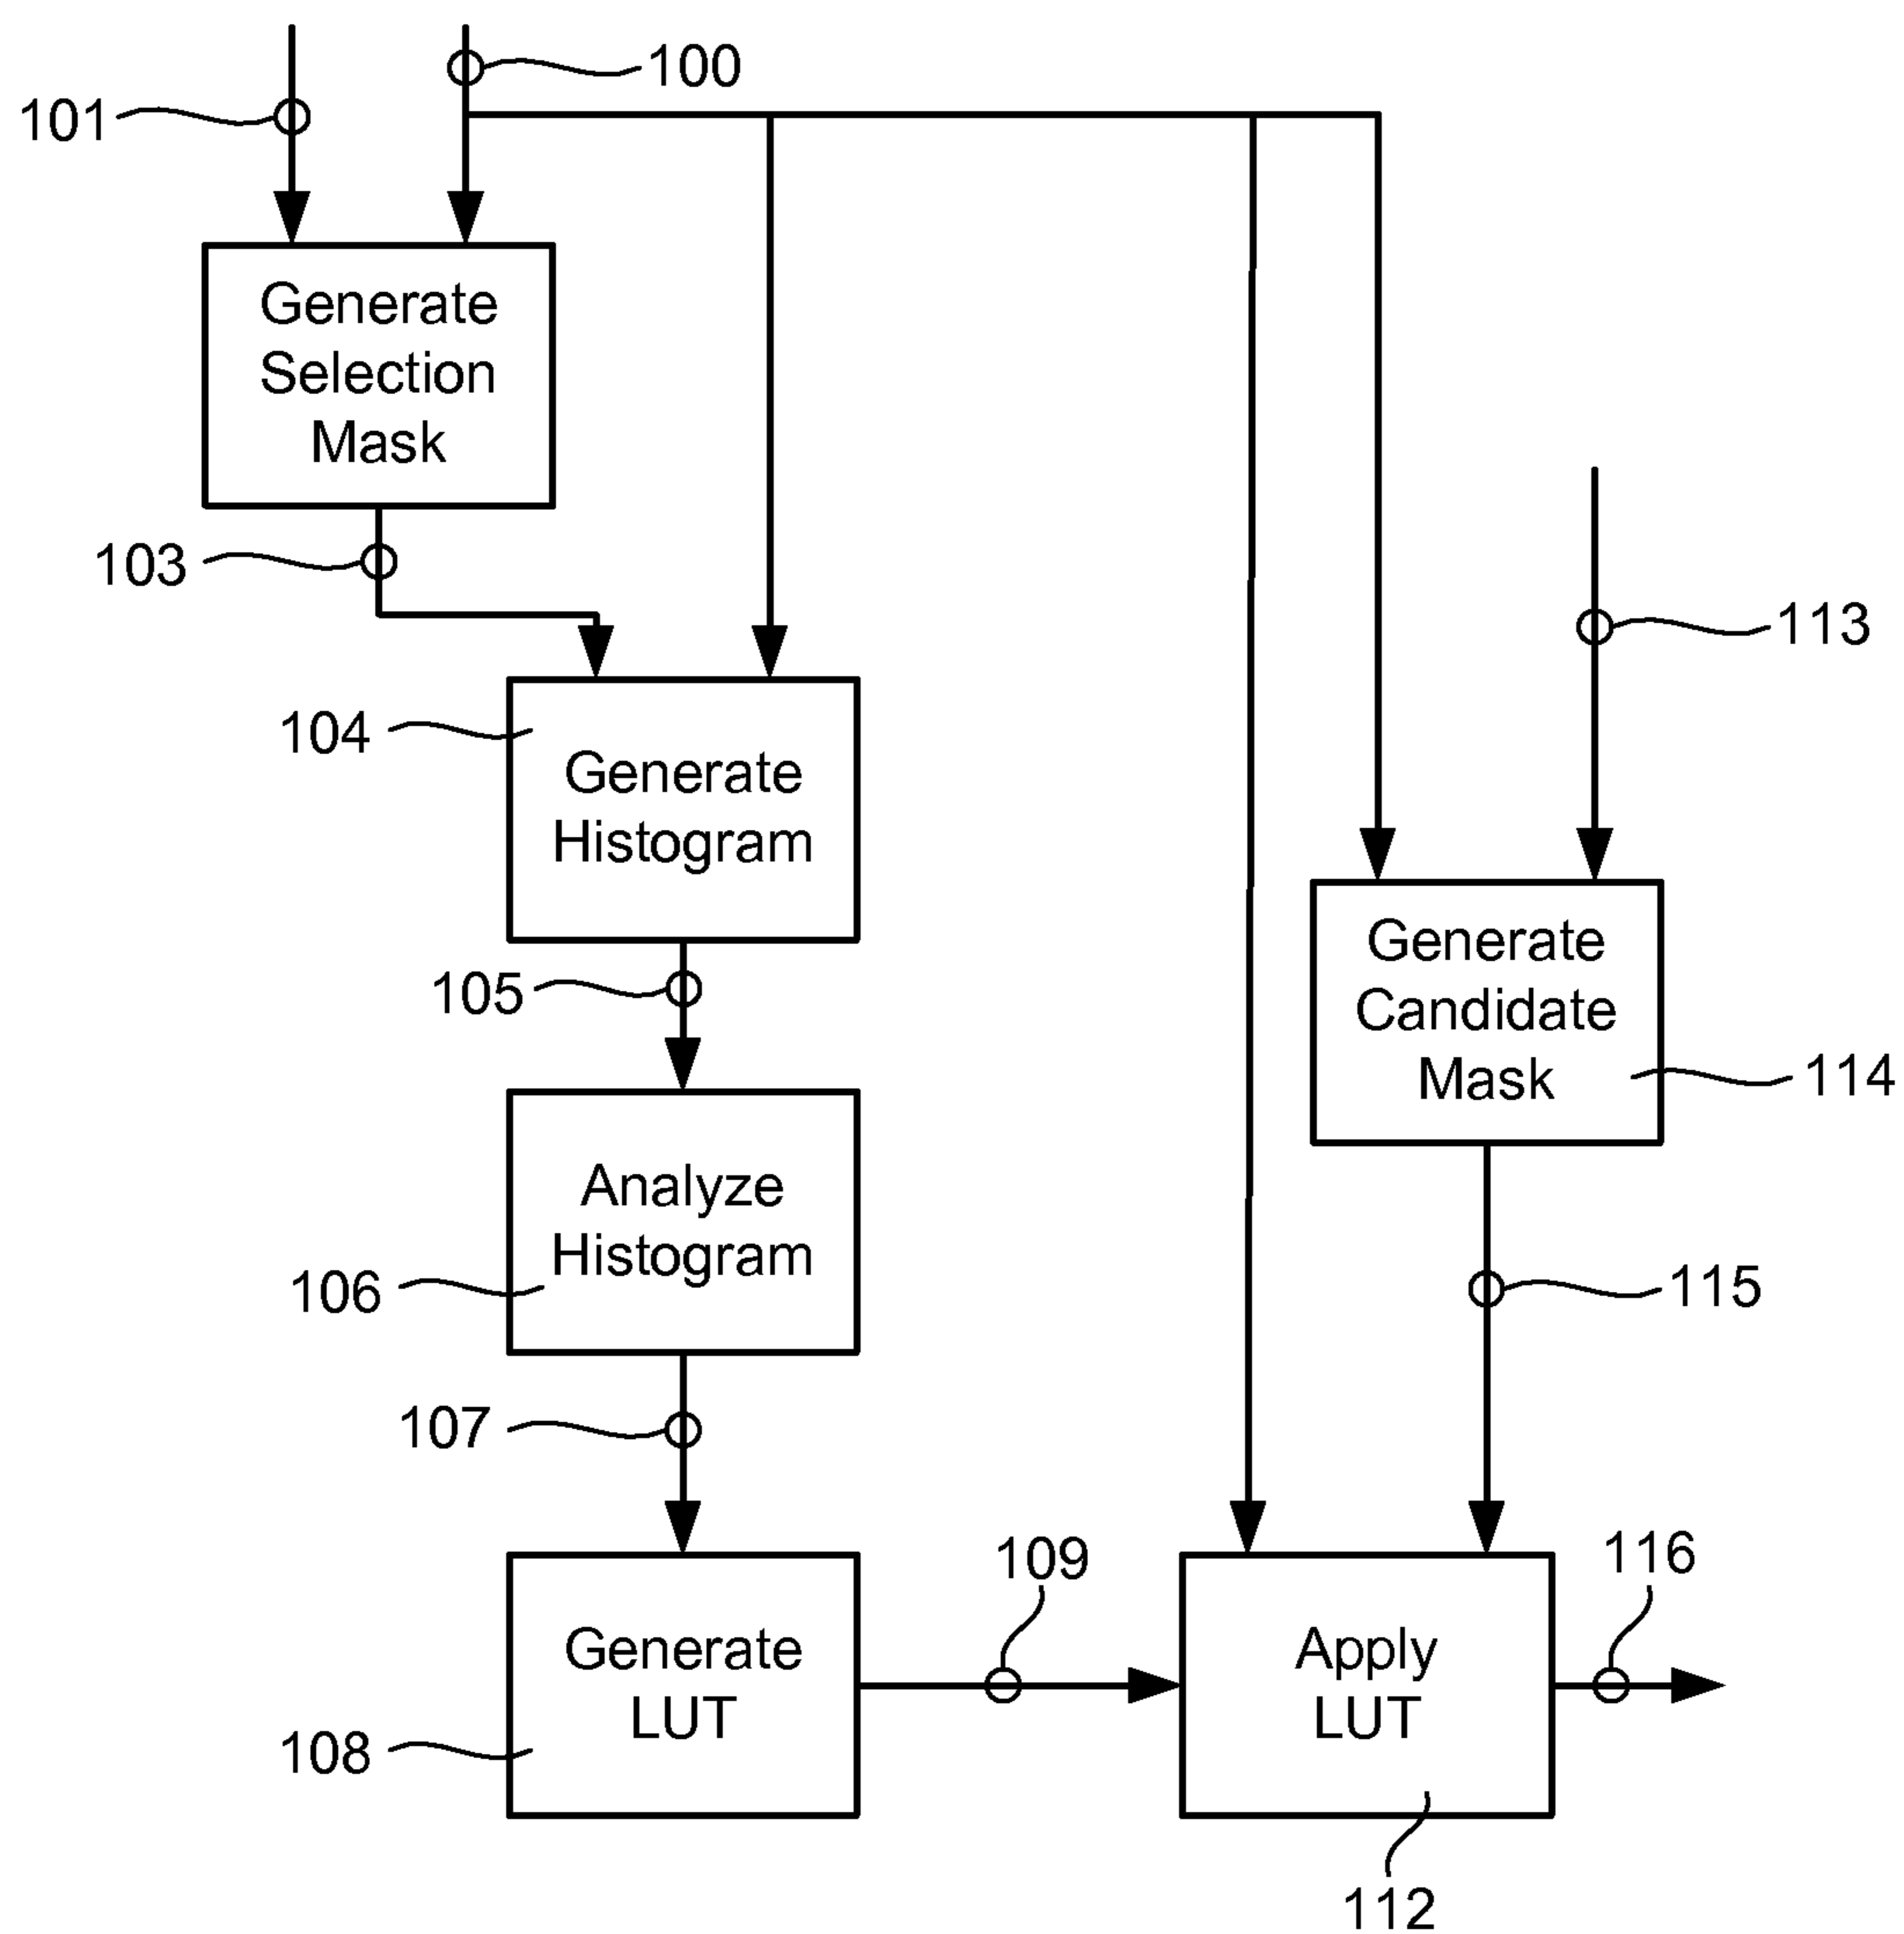 100
101
Generate
Selection
Mask
103
113
104
Generate
Histogram
Generate
Candidate
Mask
105
114
Analyze
Histogram
106
115
107
109
116
Generate
LUT
Apply
LUT
108
112